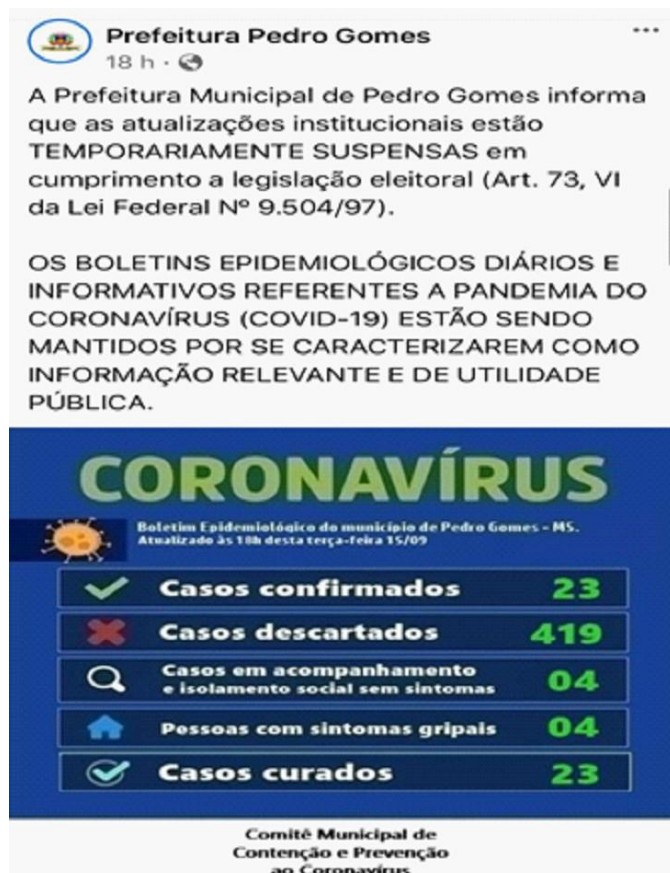 Prefeitura Pedro Gomes
18 h ·
A Prefeitura Municipal de Pedro Gomes informa
que as atualizações institucionais estão
TEMPORARIAMENTE SUSPENSAS em
cumprimento a legislação eleitoral (Art. 73, VI
da Lei Federal Nº 9.504/97).
OS BOLETINS EPIDEMIOLÓGICOS DIÁRIOS E
INFORMATIVOS REFERENTES A PANDEMIA DO
CORONAVÍRUS (COVID-19) ESTÃO SENDO
MANTIDOS POR SE CARACTERIZAREM COMO
INFORMAÇÃO RELEVANTE E DE UTILIDADE
PÚBLICA.
CORONAVÍRUS
Boletim Epidemiológico do município de Pedro Gomes - MS.
Atualizado às 18h desta terça-feira 15/09
Casos confirmados 23
Casos descartados 419
Casos em acompanhamento
e isolamento social sem sintomas 04
Pessoas com sintomas gripais 04
Casos curados 23
Comitê Municipal de
Contenção e Prevenção
ao Coronavírus